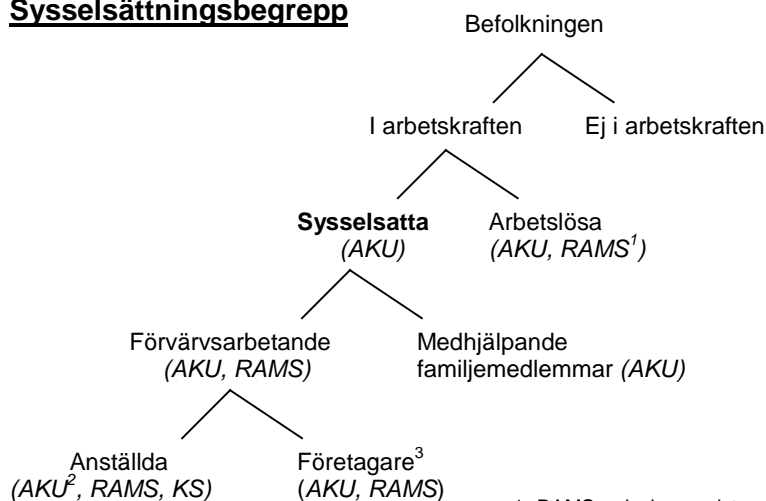 Sysselsättningsbegrepp
Befolkningen
I arbetskraften Ej i arbetskraften
Sysselsatta Arbetslösa
(AKU) (AKU, RAMS¹)
Förvärvsarbetande Medhjälpande
(AKU, RAMS) familjemedlemmar (AKU)
Anställda Företagare³
(AKU², RAMS, KS) (AKU, RAMS)